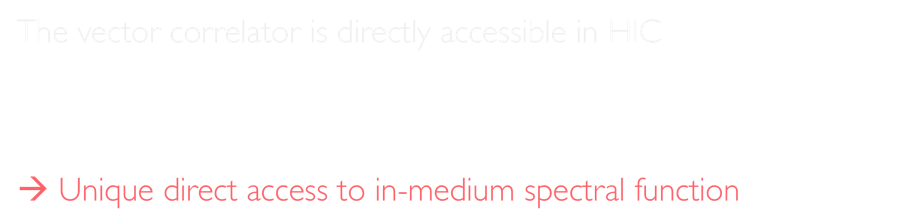 The vector correlator is directly accessible in HIC
→ Unique direct access to in-medium spectral function